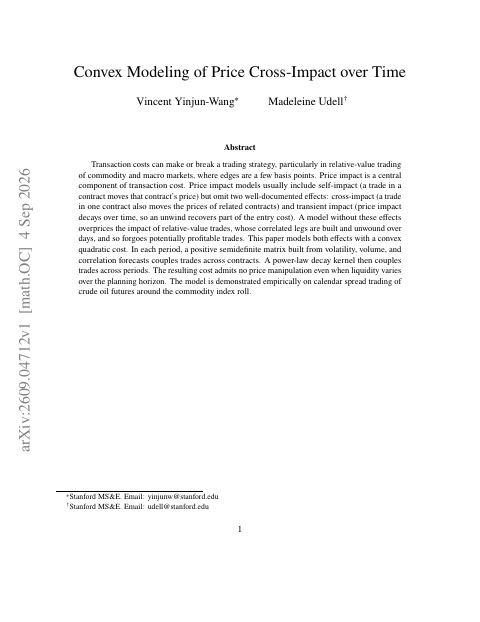 Convex Modeling of Price Cross-Impact over Time
Vincent Yinjun-Wang* Madeleine Udell†
Abstract
Transaction costs can make or break a trading strategy, particularly in relative-value trading
of commodity and macro markets, where edges are a few basis points. Price impact is a central
component of transaction cost. Price impact models usually include self-impact (a trade in a
contract moves that contract's price) but omit two well-documented effects: cross-impact (a trade
in one contract also moves the prices of related contracts) and transient impact (price impact
decays over time, so an unwind recovers part of the entry cost). A model without these effects
overprices the impact of relative-value trades, whose correlated legs are built and unwound over
days, and so forgoes potentially profitable trades. This paper models both effects with a convex
quadratic cost. In each period, a positive semidefinite matrix built from volatility, volume, and
correlation forecasts couples trades across contracts. A power-law decay kernel then couples
trades across periods. The resulting cost admits no price manipulation even when liquidity varies
over the planning horizon. The model is demonstrated empirically on calendar spread trading of
crude oil futures around the commodity index roll.
arXiv:2609.04712v1 [math.OC] 4 Sep 2026
*Stanford MS&E. Email: yinjunw@stanford.edu
†Stanford MS&E. Email: udell@stanford.edu
1